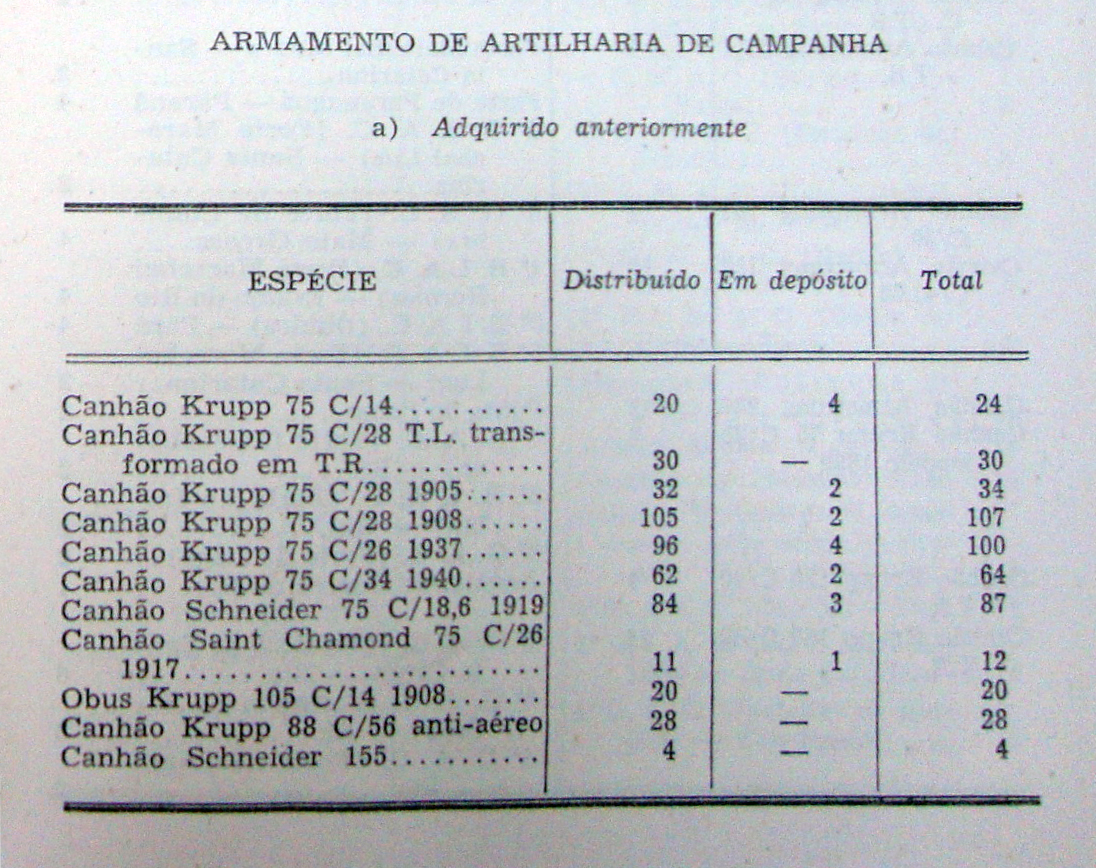 ARMAMENTO DE ARTILHARIA DE CAMPANHA
a) Adquirido anteriormente
ESPÉCIE Distribuído Em depósito Total
Canhão Krupp 75 C/14........... 20 4 24
Canhão Krupp 75 C/28 T.L. trans-
formado em T.R............. 30 — 30
Canhão Krupp 75 C/28 1905...... 32 2 34
Canhão Krupp 75 C/28 1908...... 105 2 107
Canhão Krupp 75 C/26 1937...... 96 4 100
Canhão Krupp 75 C/34 1940...... 62 2 64
Canhão Schneider 75 C/18,6 1919 84 3 87
Canhão Saint Chamond 75 C/26
1917.......................... 11 1 12
Obus Krupp 105 C/14 1908....... 20 — 20
Canhão Krupp 88 C/56 anti-aéreo 28 — 28
Canhão Schneider 155........... 4 — 4